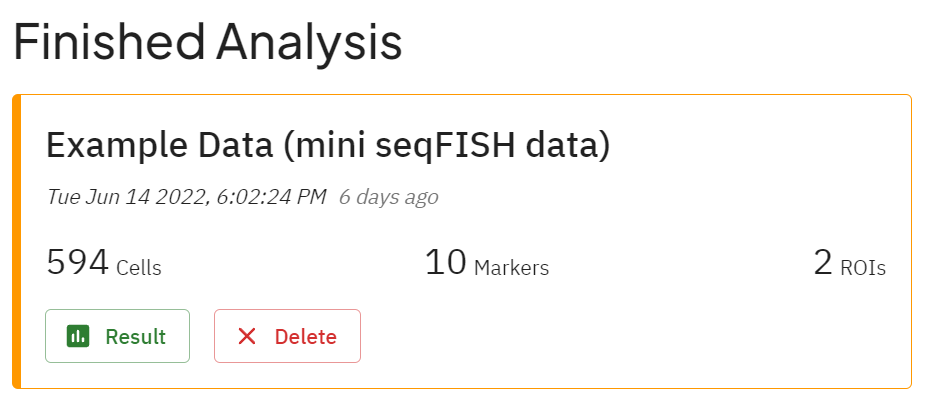 Finished Analysis
Example Data (mini seqFISH data)
Tue Jun 14 2022, 6:02:24 PM 6 days ago
594 Cells 10 Markers 2 ROIs
Result Delete